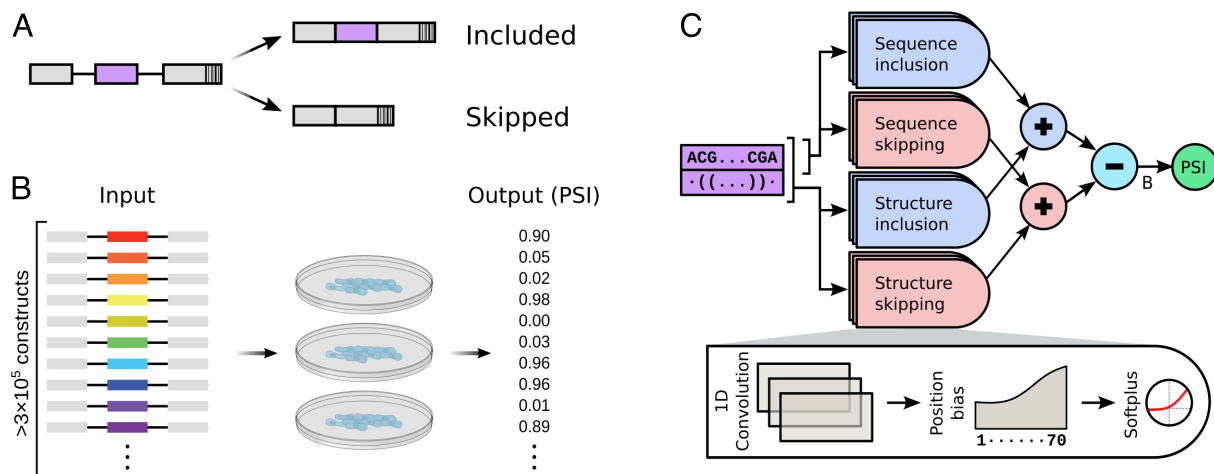 A
Included
Skipped
B
Input
Output (PSI)
>3×10⁵ constructs
0.90
0.05
0.02
0.98
0.00
0.03
0.96
0.96
0.01
0.89
C
ACG...CGA
·((...))·
Sequence
inclusion
Sequence
skipping
Structure
inclusion
Structure
skipping
+
+
−
B
PSI
1D
Convolution
Position
bias
1······70
Softplus